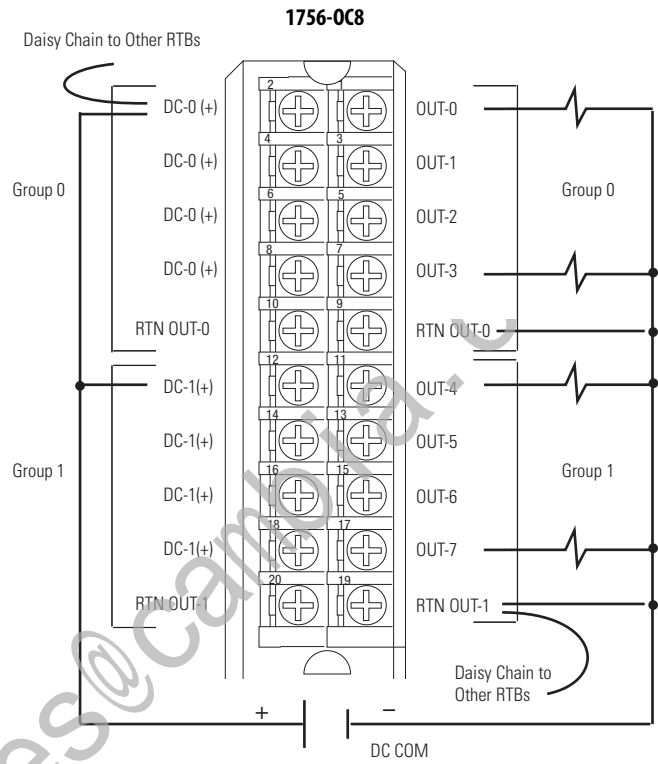 1756-OC8
Daisy Chain to Other RTBs
2 1
DC-0 (+) OUT-0
4 3
DC-0 (+) OUT-1
Group 0 Group 0
6 5
DC-0 (+) OUT-2
8 7
DC-0 (+) OUT-3
10 9
RTN OUT-0 RTN OUT-0
12 11
DC-1(+) OUT-4
14 13
DC-1(+) OUT-5
Group 1 Group 1
16 15
DC-1(+) OUT-6
18 17
DC-1(+) OUT-7
20 19
RTN OUT-1 RTN OUT-1
Daisy Chain to
Other RTBs
+ −
DC COM
es@cambia.